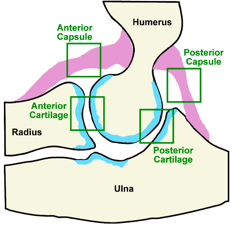 Anterior
Capsule
Humerus
Posterior
Capsule
Anterior
Cartilage
Radius
Posterior
Cartilage
Ulna